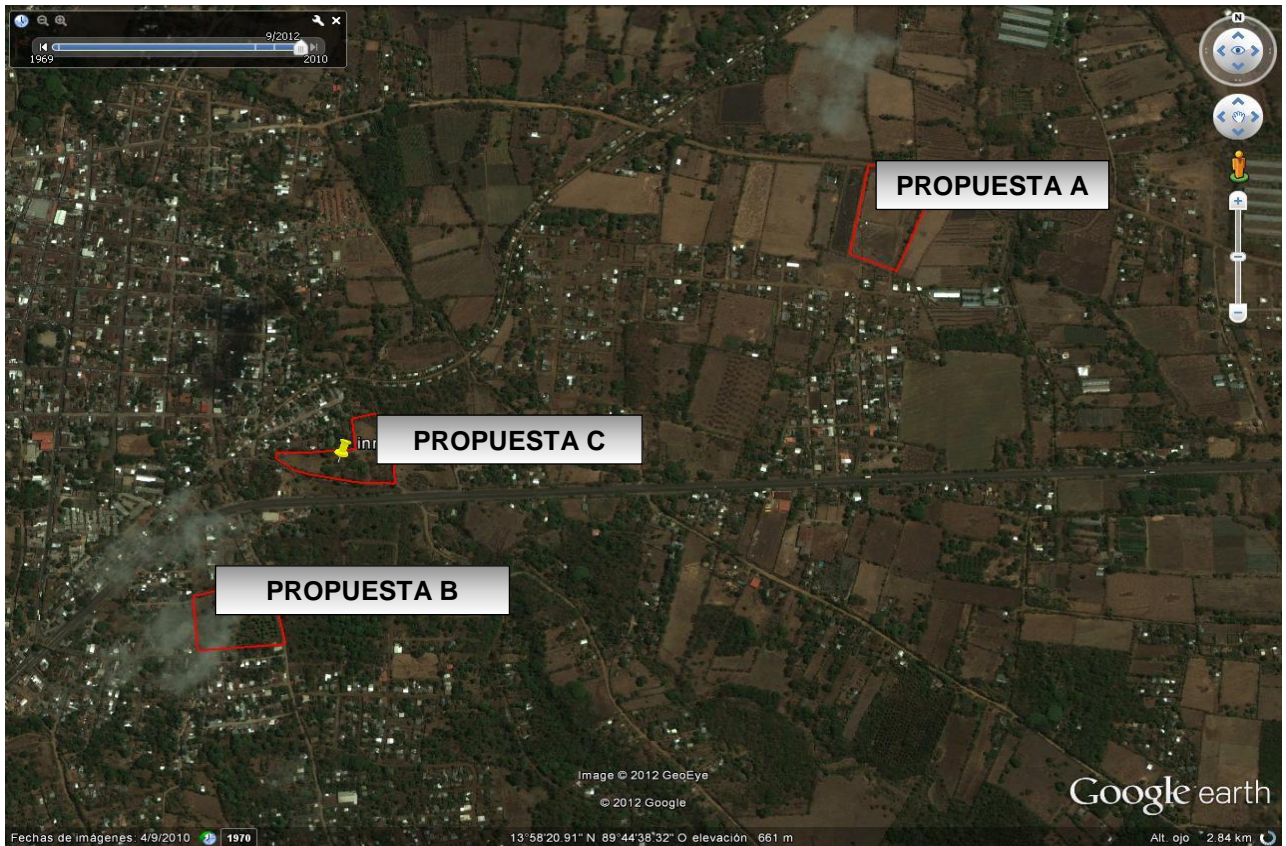 9/2012
1969
2010
N
PROPUESTA A
inm
PROPUESTA C
PROPUESTA B
Image © 2012 GeoEye
© 2012 Google
Google earth
Fechas de imágenes: 4/9/2010 1970 13°58'20.91" N 89°44'38.32" O elevación 661 m Alt. ojo 2.84 km